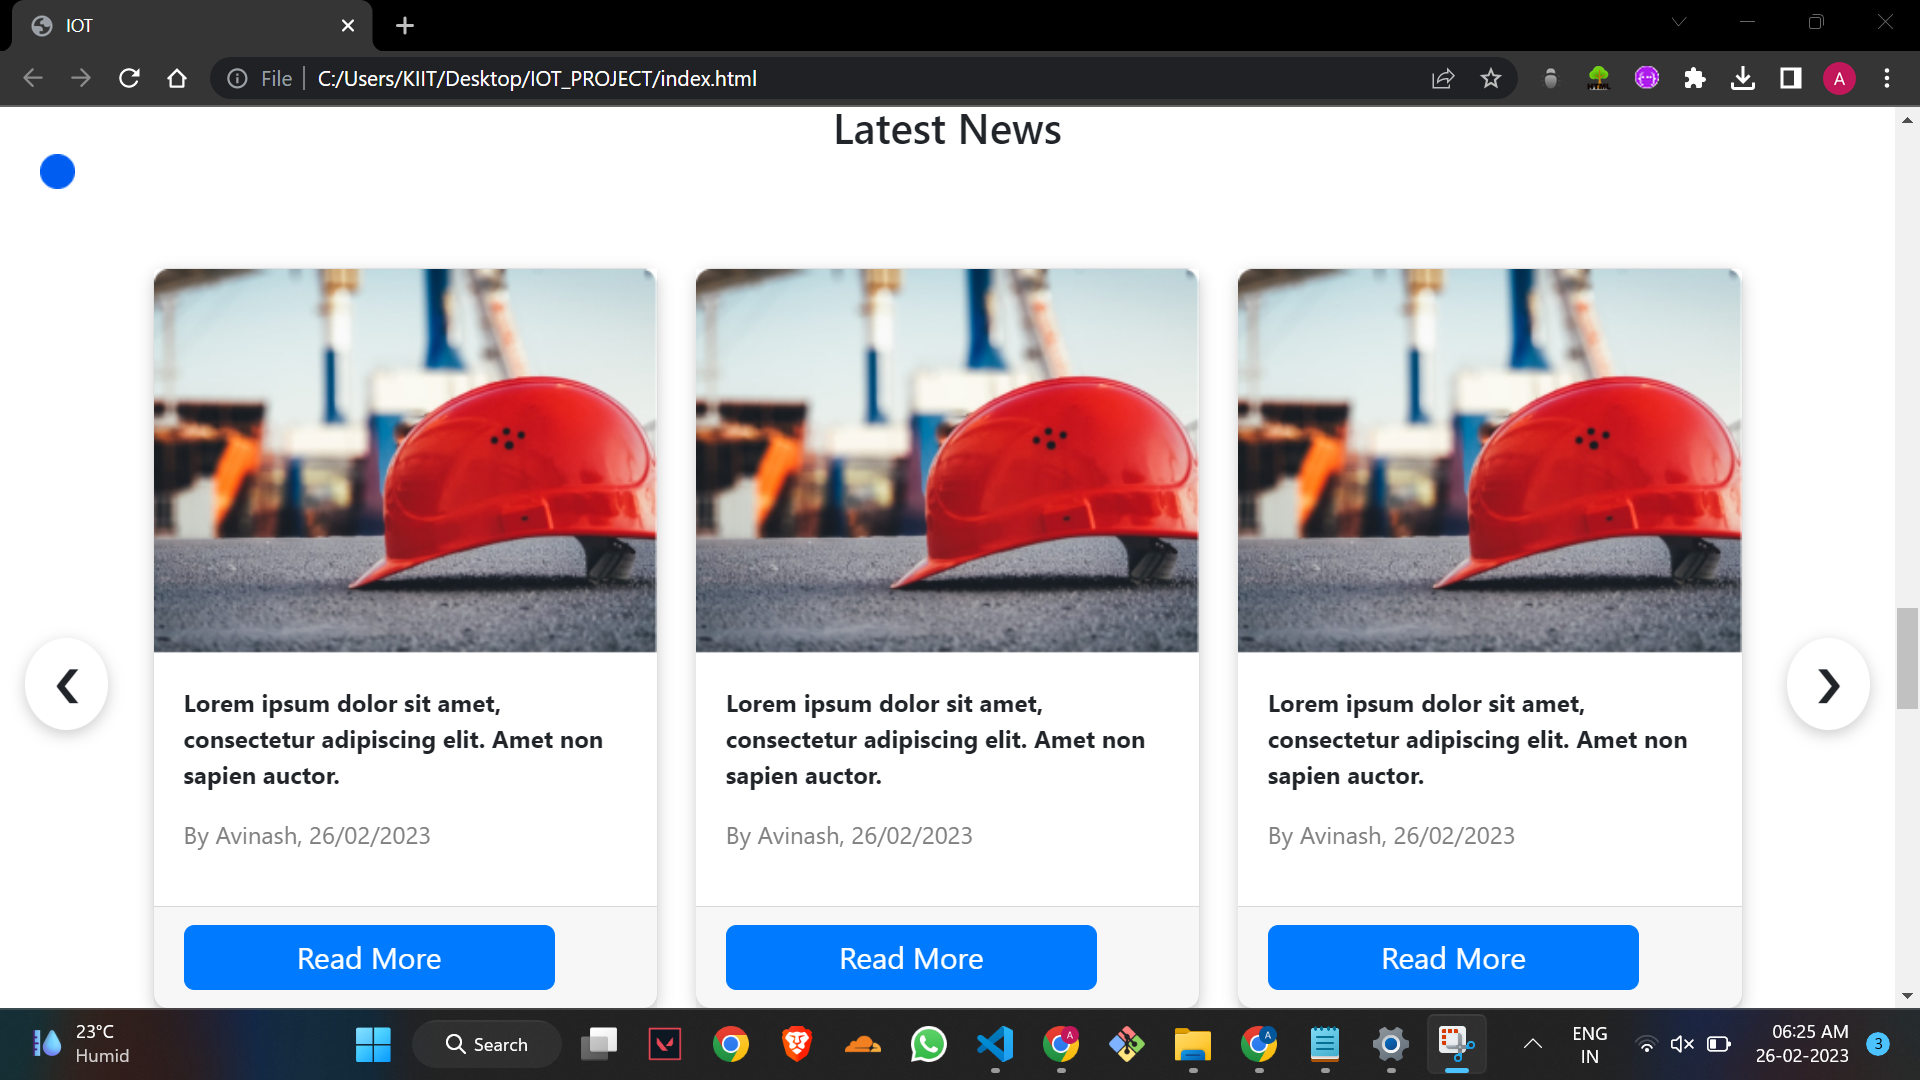 IOT
File
C:/Users/KIIT/Desktop/IOT_PROJECT/index.html
A
Latest News
Lorem ipsum dolor sit amet,
consectetur adipiscing elit. Amet non
sapien auctor.
By Avinash, 26/02/2023
Read More
Lorem ipsum dolor sit amet,
consectetur adipiscing elit. Amet non
sapien auctor.
By Avinash, 26/02/2023
Read More
Lorem ipsum dolor sit amet,
consectetur adipiscing elit. Amet non
sapien auctor.
By Avinash, 26/02/2023
Read More
23°C
Humid
Search
A
A
ENG
IN
06:25 AM
26-02-2023
3